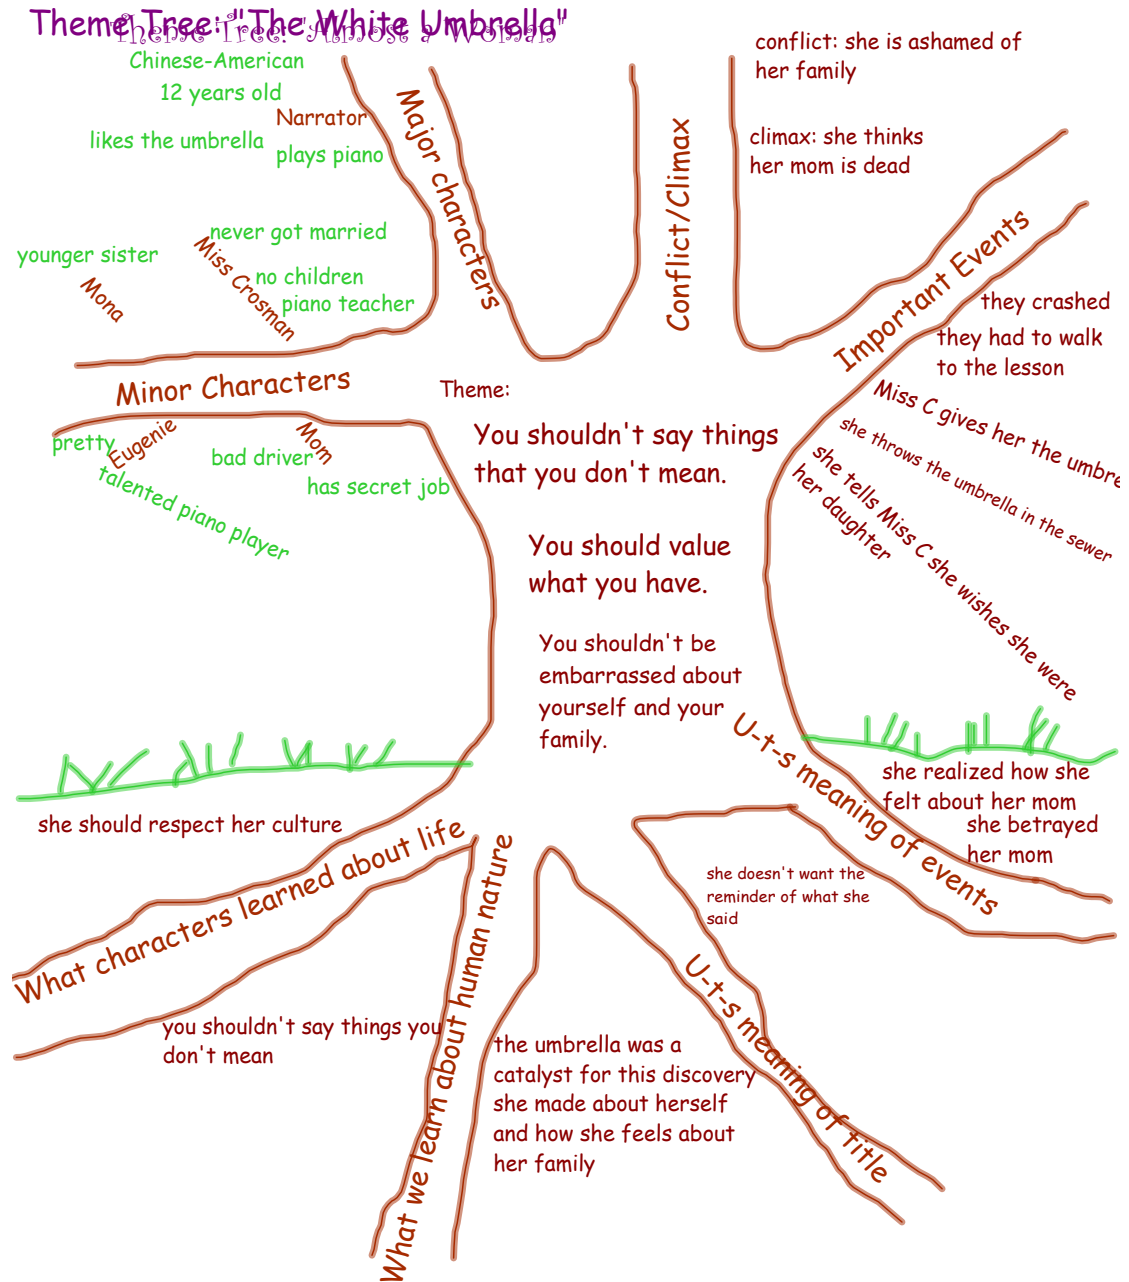 Theme Tree: "The White Umbrella"
Theme Tree: "Almost a Woman"
Chinese-American
12 years old
Narrator
likes the umbrella
plays piano
Major characters
Conflict/Climax
conflict: she is ashamed of
her family
climax: she thinks
her mom is dead
Important Events
never got married
younger sister
Miss Crosman
no children
Mona
piano teacher
they crashed
they had to walk
to the lesson
Minor Characters
Theme:
Miss C gives her the umbre
pretty
Eugenie
Mom
bad driver
has secret job
talented piano player
You shouldn't say things
that you don't mean.
she throws the umbrella in the sewer
she tells Miss C she wishes she were
her daughter
You should value
what you have.
You shouldn't be
embarrassed about
yourself and your
family.
U-t-s meaning of events
she realized how she
felt about her mom
she betrayed
her mom
she should respect her culture
What characters learned about life
What we learn about human nature
she doesn't want the
reminder of what she
said
U-t-s meaning of title
you shouldn't say things you
don't mean
the umbrella was a
catalyst for this discovery
she made about herself
and how she feels about
her family